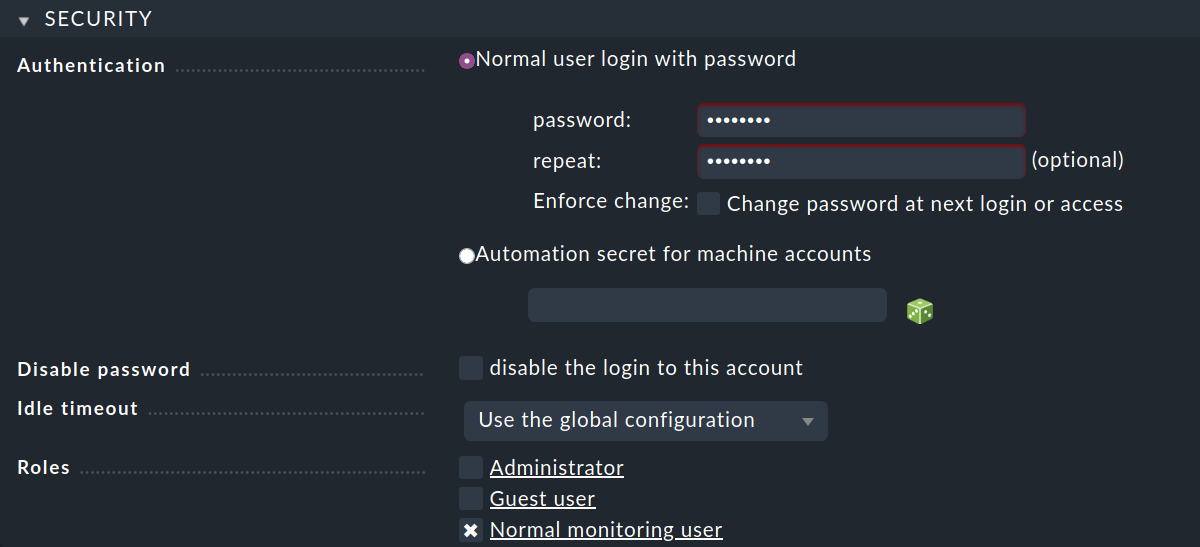 SECURITY
Authentication
Normal user login with password
password: ••••••••
repeat: •••••••• (optional)
Enforce change: Change password at next login or access
Automation secret for machine accounts
Disable password disable the login to this account
Idle timeout Use the global configuration
Roles Administrator
Guest user
Normal monitoring user